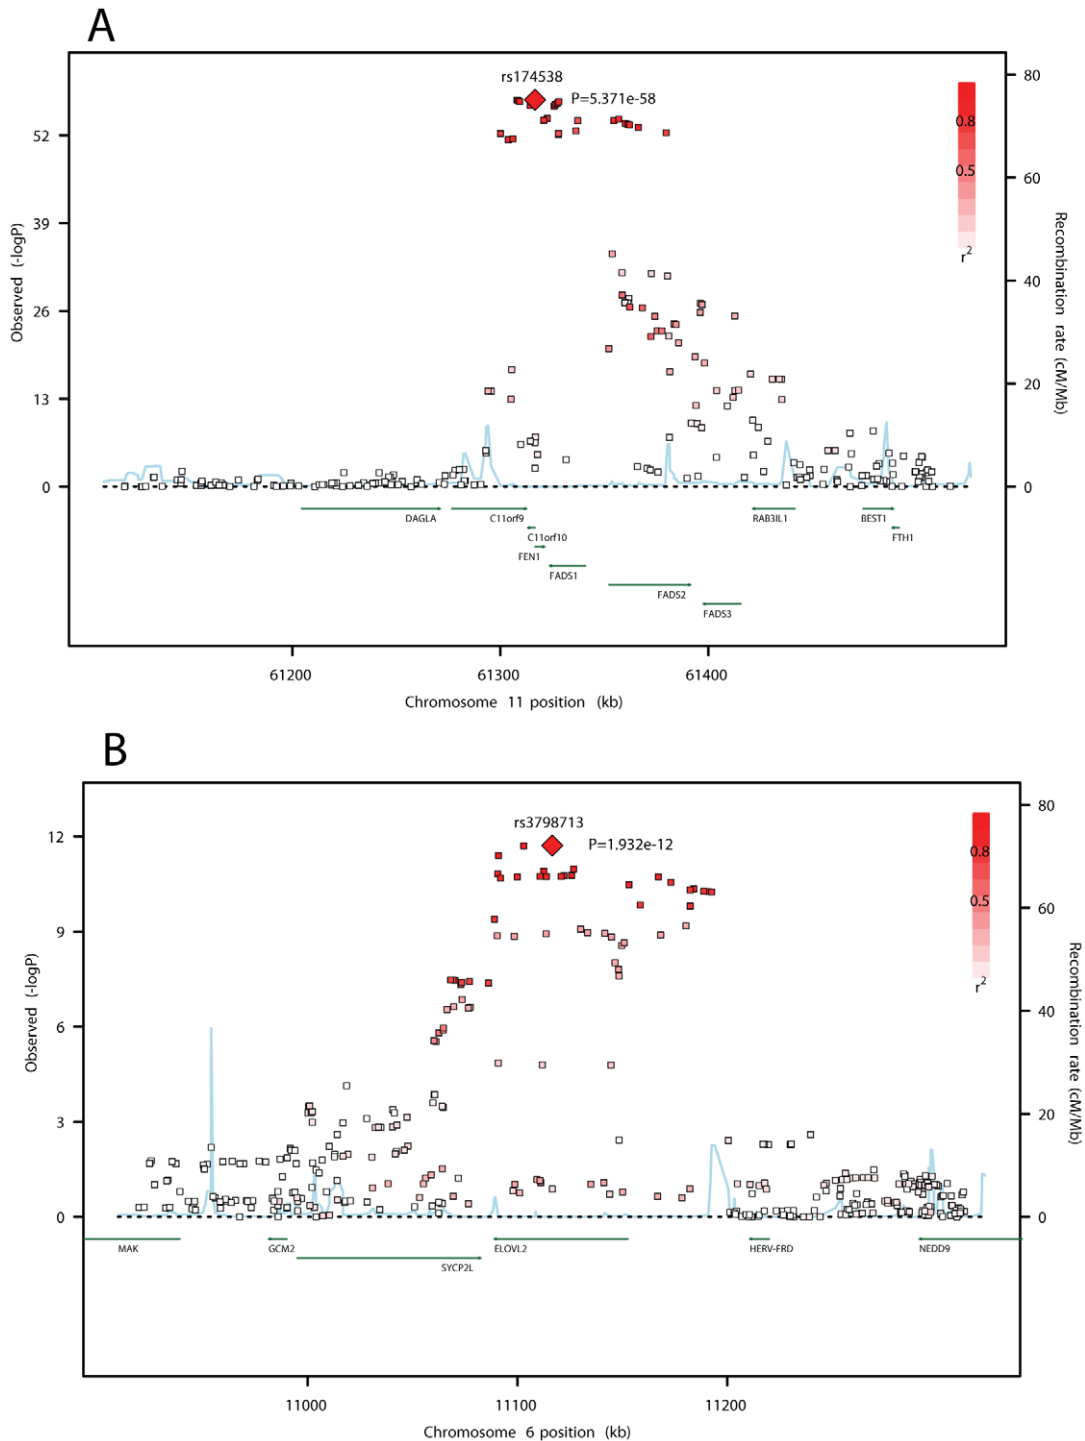 A
rs174538
P=5.371e-58
80
60
40
20
0
52
39
26
13
0
Observed (-logP)
Recombination rate (cM/Mb)
0.8
0.5
r2
DAGLA
C11orf9
C11orf10
FEN1
FADS1
FADS2
FADS3
RAB3IL1
BEST1
FTH1
61200
61300
61400
Chromosome 11 position (kb)
B
rs3798713
P=1.932e-12
80
60
40
20
0
12
9
6
3
0
Observed (-logP)
Recombination rate (cM/Mb)
0.8
0.5
r2
MAK
GCM2
SYCP2L
ELOVL2
HERV-FRD
NEDD9
11000
11100
11200
Chromosome 6 position (kb)